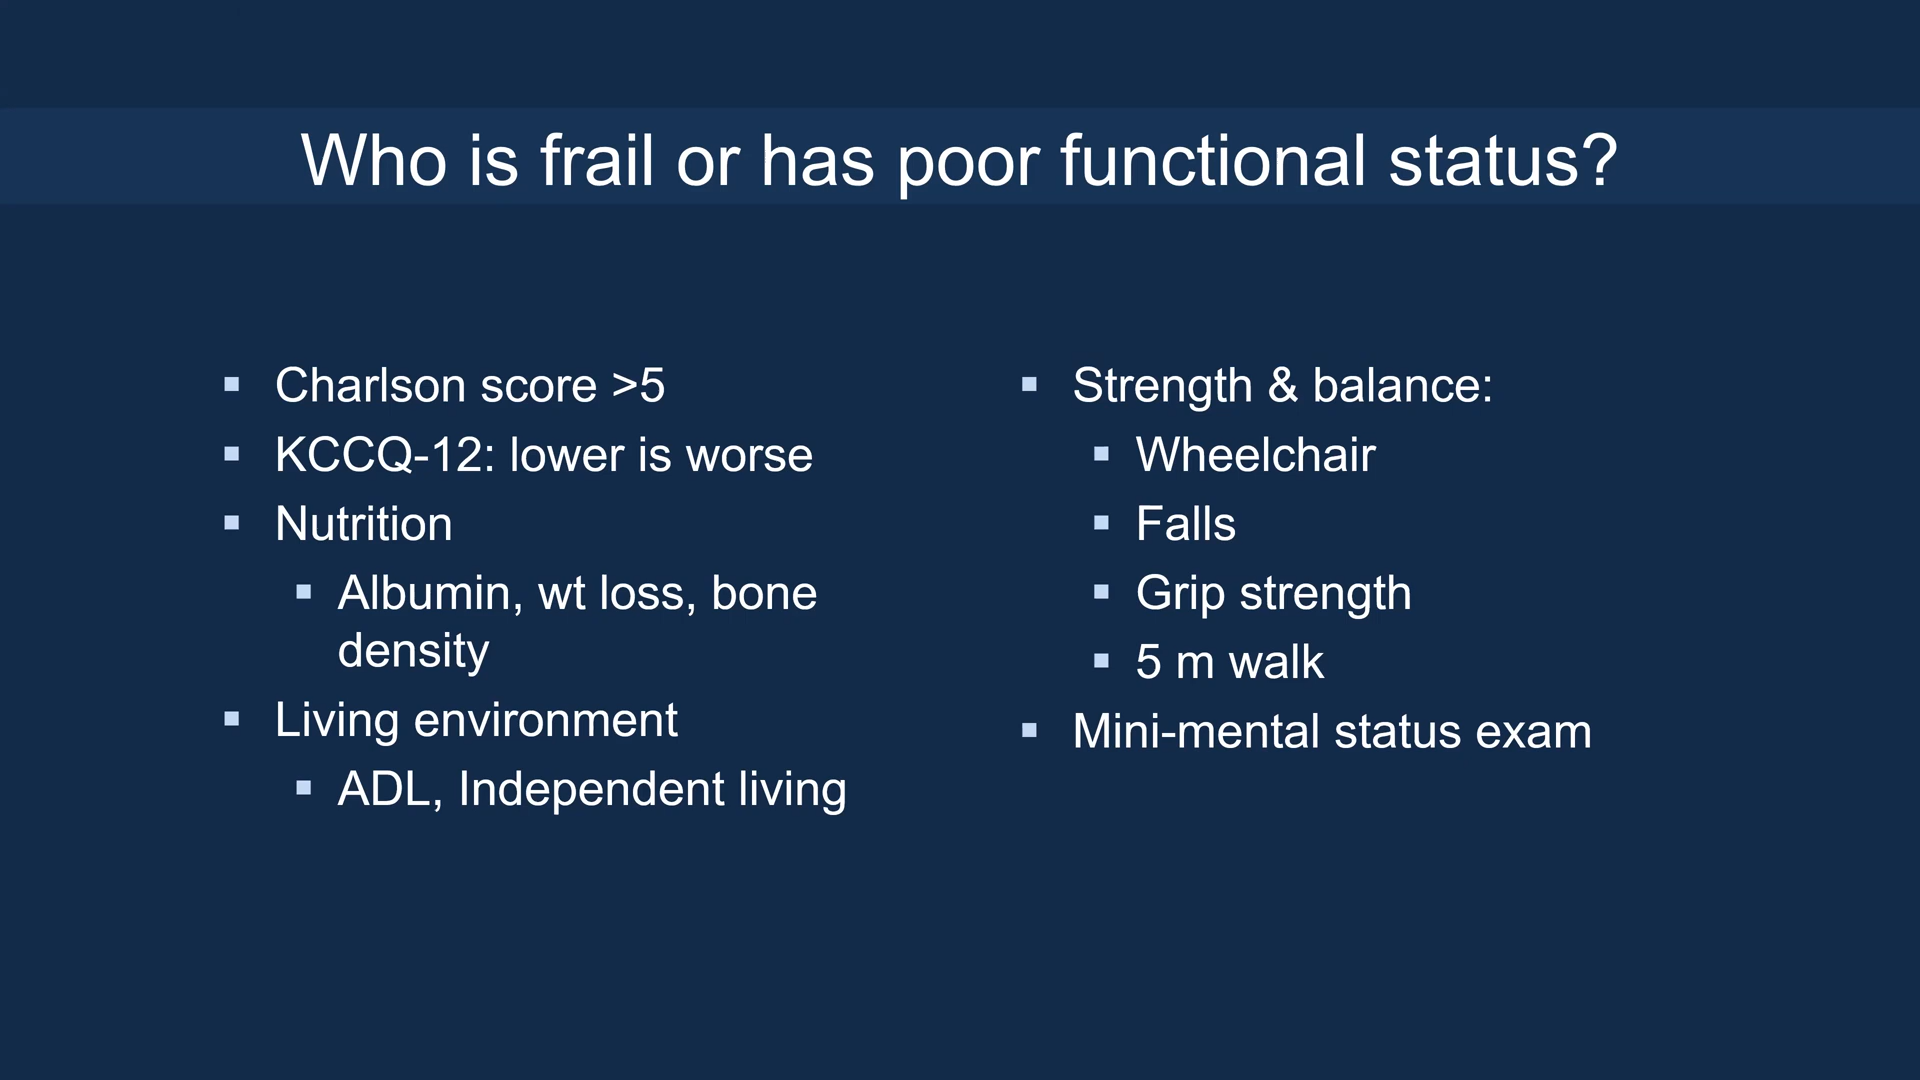 Who is frail or has poor functional status?
Charlson score >5
KCCQ-12: lower is worse
Nutrition
Albumin, wt loss, bone
density
Living environment
ADL, Independent living
Strength & balance:
Wheelchair
Falls
Grip strength
5 m walk
Mini-mental status exam